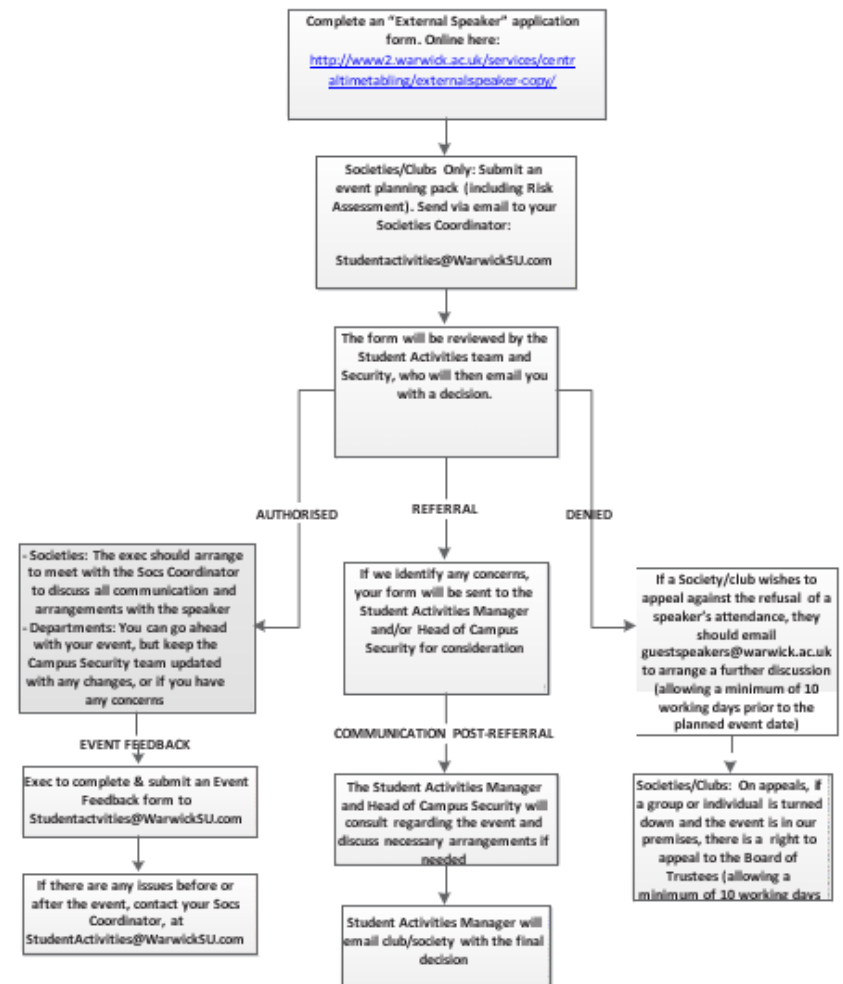 Complete an "External Speaker" application
form. Online here:
http://www2.warwick.ac.uk/services/centr
altimetabling/externalspeaker-copy/
Societies/Clubs Only: Submit an
event planning pack (including Risk
Assessment). Send via email to your
Societies Coordinator:
Studentactivities@WarwickSU.com
The form will be reviewed by the
Student Activities team and
Security, who will then email you
with a decision.
AUTHORISED
REFERRAL
DENIED
- Societies: The exec should arrange
to meet with the Socs Coordinator
to discuss all communication and
arrangements with the speaker
- Departments: You can go ahead
with your event, but keep the
Campus Security team updated
with any changes, or if you have
any concerns
If we identify any concerns,
your form will be sent to the
Student Activities Manager
and/or Head of Campus
Security for consideration
If a Society/club wishes to
appeal against the refusal of a
speaker's attendance, they
should email
guestspeakers@warwick.ac.uk
to arrange a further discussion
(allowing a minimum of 10
working days prior to the
planned event date)
EVENT FEEDBACK
COMMUNICATION POST-REFERRAL
Exec to complete & submit an Event
Feedback form to
Studentactvities@WarwickSU.com
The Student Activities Manager
and Head of Campus Security will
consult regarding the event and
discuss necessary arrangements if
needed
Societies/Clubs: On appeals, if
a group or individual is turned
down and the event is in our
premises, there is a right to
appeal to the Board of
Trustees (allowing a
minimum of 10 working days
If there are any issues before or
after the event, contact your Socs
Coordinator, at
StudentActivities@WarwickSU.com
Student Activities Manager will
email club/society with the final
decision